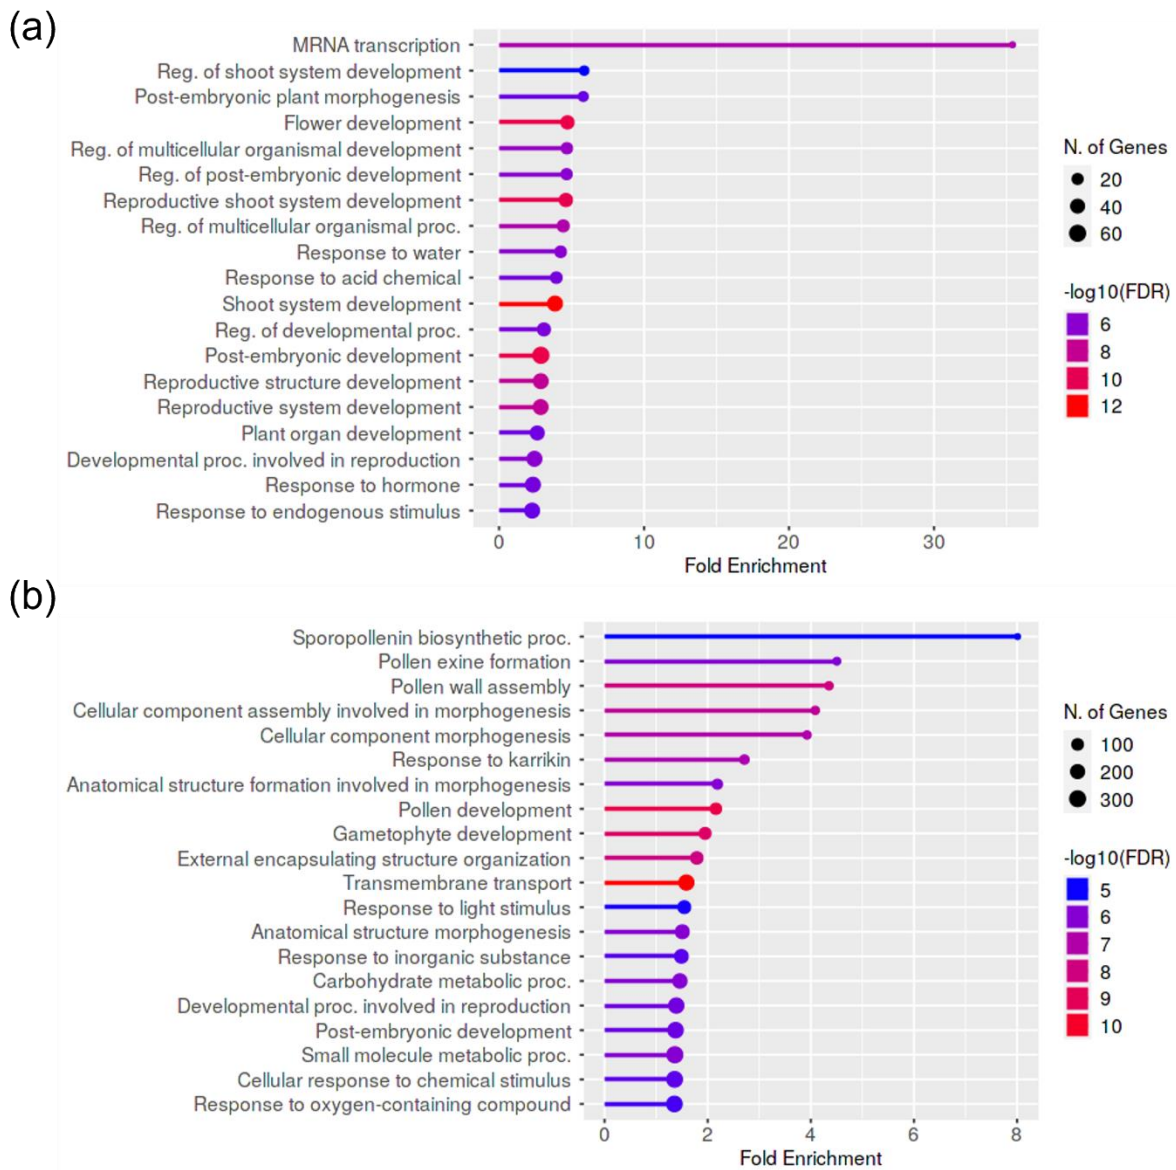 (a)
MRNA transcription
Reg. of shoot system development
Post-embryonic plant morphogenesis
Flower development
Reg. of multicellular organismal development
Reg. of post-embryonic development
Reproductive shoot system development
Reg. of multicellular organismal proc.
Response to water
Response to acid chemical
Shoot system development
Reg. of developmental proc.
Post-embryonic development
Reproductive structure development
Reproductive system development
Plant organ development
Developmental proc. involved in reproduction
Response to hormone
Response to endogenous stimulus
0 10 20 30
Fold Enrichment
N. of Genes
20
40
60
-log10(FDR)
6
8
10
12
(b)
Sporopollenin biosynthetic proc.
Pollen exine formation
Pollen wall assembly
Cellular component assembly involved in morphogenesis
Cellular component morphogenesis
Response to karrikin
Anatomical structure formation involved in morphogenesis
Pollen development
Gametophyte development
External encapsulating structure organization
Transmembrane transport
Response to light stimulus
Anatomical structure morphogenesis
Response to inorganic substance
Carbohydrate metabolic proc.
Developmental proc. involved in reproduction
Post-embryonic development
Small molecule metabolic proc.
Cellular response to chemical stimulus
Response to oxygen-containing compound
0 2 4 6 8
Fold Enrichment
N. of Genes
100
200
300
-log10(FDR)
5
6
7
8
9
10